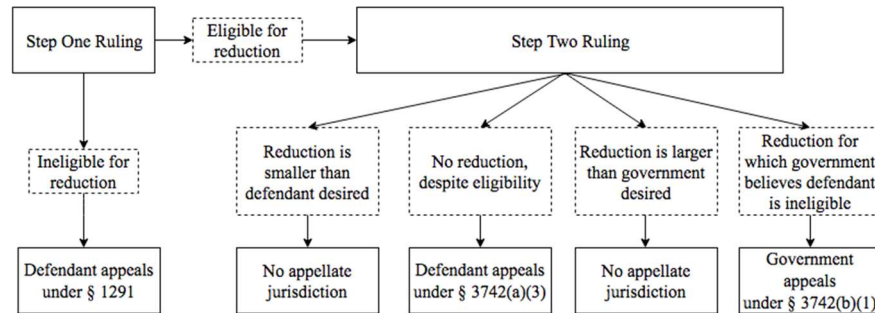 Step One Ruling
Eligible for
reduction
Step Two Ruling
Ineligible for
reduction
Reduction is
smaller than
defendant desired
No reduction,
despite eligibility
Reduction is larger
than government
desired
Reduction for
which government
believes defendant
is ineligible
Defendant appeals
under § 1291
No appellate
jurisdiction
Defendant appeals
under § 3742(a)(3)
No appellate
jurisdiction
Government
appeals
under § 3742(b)(1)